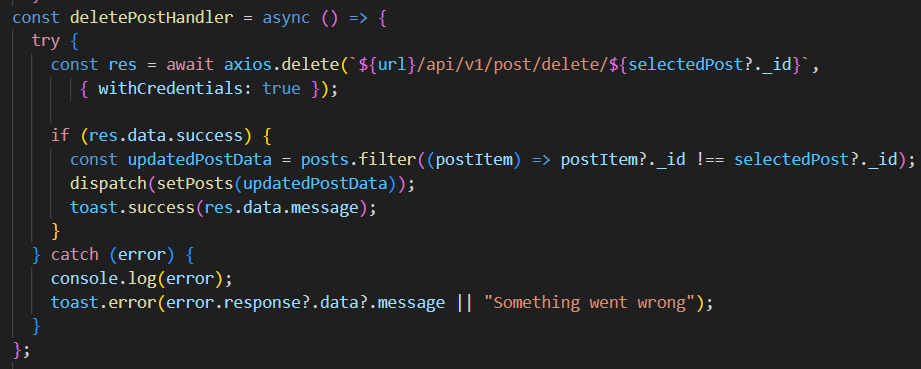 const deletePostHandler = async () => {
  try {
    const res = await axios.delete(`${url}/api/v1/post/delete/${selectedPost?._id}`,
       { withCredentials: true });

    if (res.data.success) {
      const updatedPostData = posts.filter((postItem) => postItem?._id !== selectedPost?._id);
      dispatch(setPosts(updatedPostData));
      toast.success(res.data.message);
    }
  } catch (error) {
    console.log(error);
    toast.error(error.response?.data?.message || "Something went wrong");
  }
};